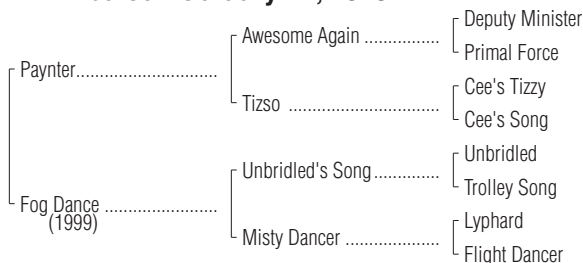 Deputy Minister
Awesome Again ..................
Primal Force
Paynter..................................
Cee's Tizzy
Tizso ....................................
Cee's Song
Unbridled
Unbridled's Song...............
Trolley Song
Fog Dance ...........................
(1999)
Lyphard
Misty Dancer ......................
Flight Dancer